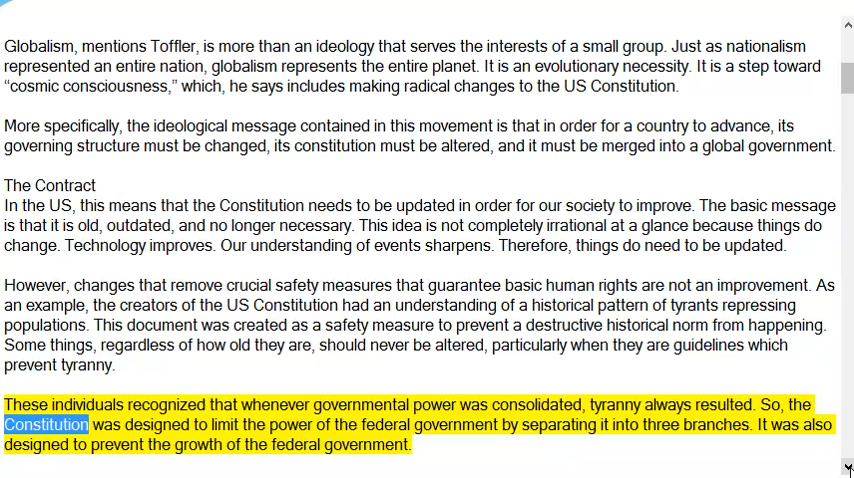 Globalism, mentions Toffler, is more than an ideology that serves the interests of a small group. Just as nationalism
represented an entire nation, globalism represents the entire planet. It is an evolutionary necessity. It is a step toward
“cosmic consciousness,” which, he says includes making radical changes to the US Constitution.
More specifically, the ideological message contained in this movement is that in order for a country to advance, its
governing structure must be changed, its constitution must be altered, and it must be merged into a global government.
The Contract
In the US, this means that the Constitution needs to be updated in order for our society to improve. The basic message
is that it is old, outdated, and no longer necessary. This idea is not completely irrational at a glance because things do
change. Technology improves. Our understanding of events sharpens. Therefore, things do need to be updated.
However, changes that remove crucial safety measures that guarantee basic human rights are not an improvement. As
an example, the creators of the US Constitution had an understanding of a historical pattern of tyrants repressing
populations. This document was created as a safety measure to prevent a destructive historical norm from happening.
Some things, regardless of how old they are, should never be altered, particularly when they are guidelines which
prevent tyranny.
These individuals recognized that whenever governmental power was consolidated, tyranny always resulted. So, the
Constitution was designed to limit the power of the federal government by separating it into three branches. It was also
designed to prevent the growth of the federal government.